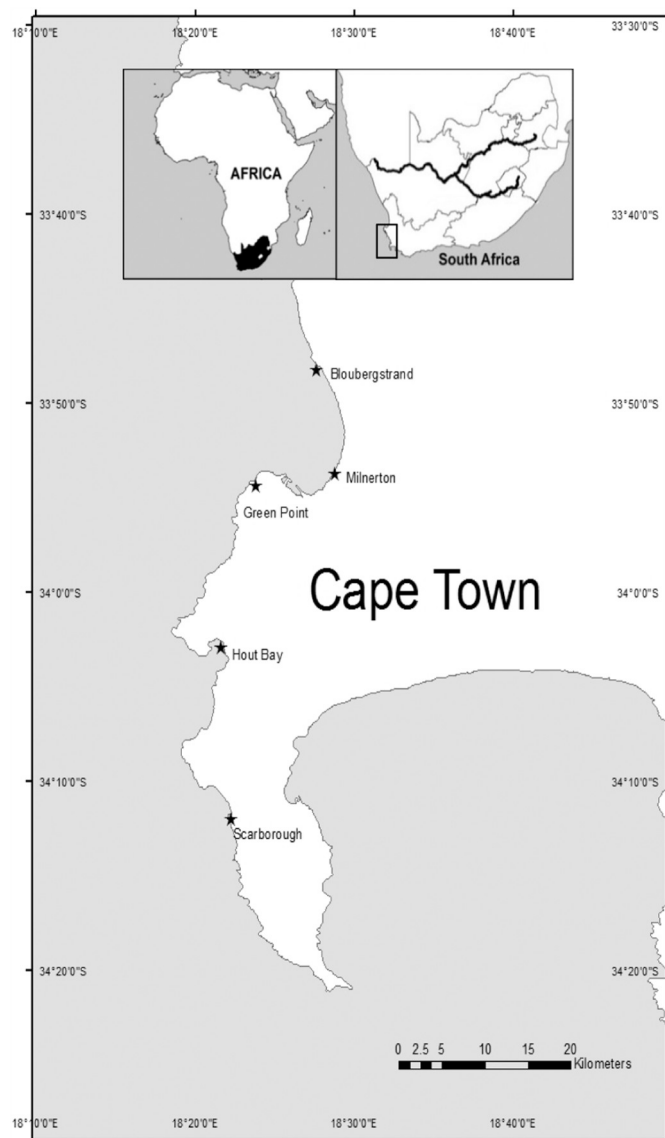 18°10'0"E 18°20'0"E 18°30'0"E 18°40'0"E
33°30'0"S
AFRICA
South Africa
33°40'0"S 33°40'0"S
Bloubergstrand
33°50'0"S 33°50'0"S
Milnerton
Green Point
Cape Town
34°0'0"S 34°0'0"S
Hout Bay
34°10'0"S 34°10'0"S
Scarborough
34°20'0"S 34°20'0"S
0 2.5 5 10 15 20
Kilometers
18°10'0"E 18°20'0"E 18°30'0"E 18°40'0"E